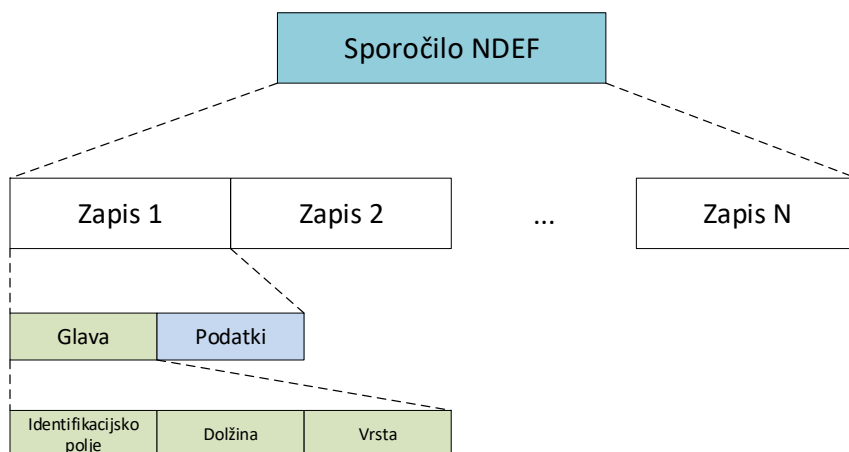 Sporočilo NDEF
Zapis 1
Zapis 2
...
Zapis N
Glava
Podatki
Identifikacijsko
polje
Dolžina
Vrsta